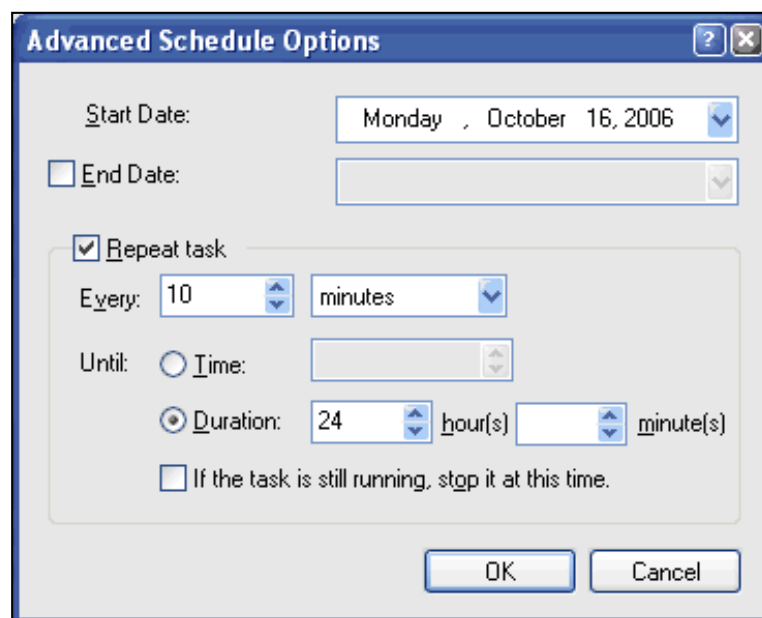 Advanced Schedule Options
Start Date: Monday , October 16, 2006
End Date:
Repeat task
Every: 10 minutes
Until: Time:
Duration: 24 hour(s) minute(s)
If the task is still running, stop it at this time.
OK Cancel